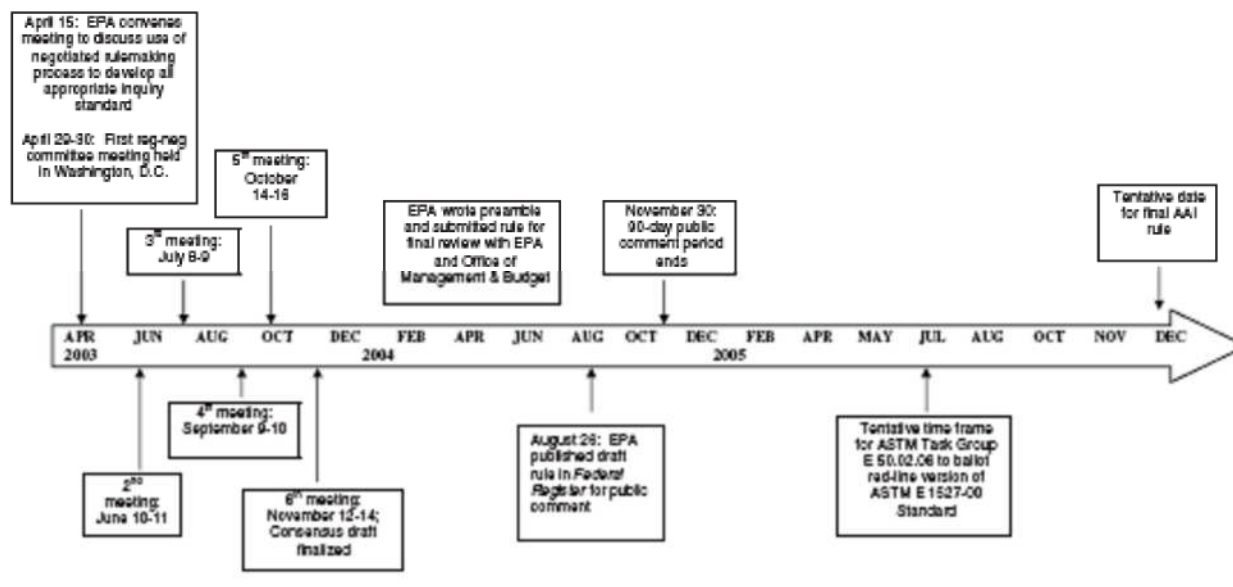 April 15: EPA convenes
meeting to discuss use of
negotiated rulemaking
process to develop all
appropriate inquiry
standard
April 29-30: First reg-neg
committee meeting held
in Washington, D.C.
5th meeting:
October
14-16
3rd meeting:
July 8-9
EPA wrote preamble
and submitted rule for
final review with EPA
and Office of
Management & Budget
November 30:
90-day public
comment period
ends
Tentative date
for final AAI
rule
APR JUN AUG OCT DEC FEB APR JUN AUG OCT DEC FEB APR MAY JUL AUG OCT NOV DEC
2003 2004 2005
4th meeting:
September 9-10
2nd
meeting:
June 10-11
6th meeting:
November 12-14;
Consensus draft
finalized
August 26: EPA
published draft
rule in Federal
Register for public
comment
Tentative time frame
for ASTM Task Group
E 50.02.06 to ballot
red-line version of
ASTM E 1527-00
Standard